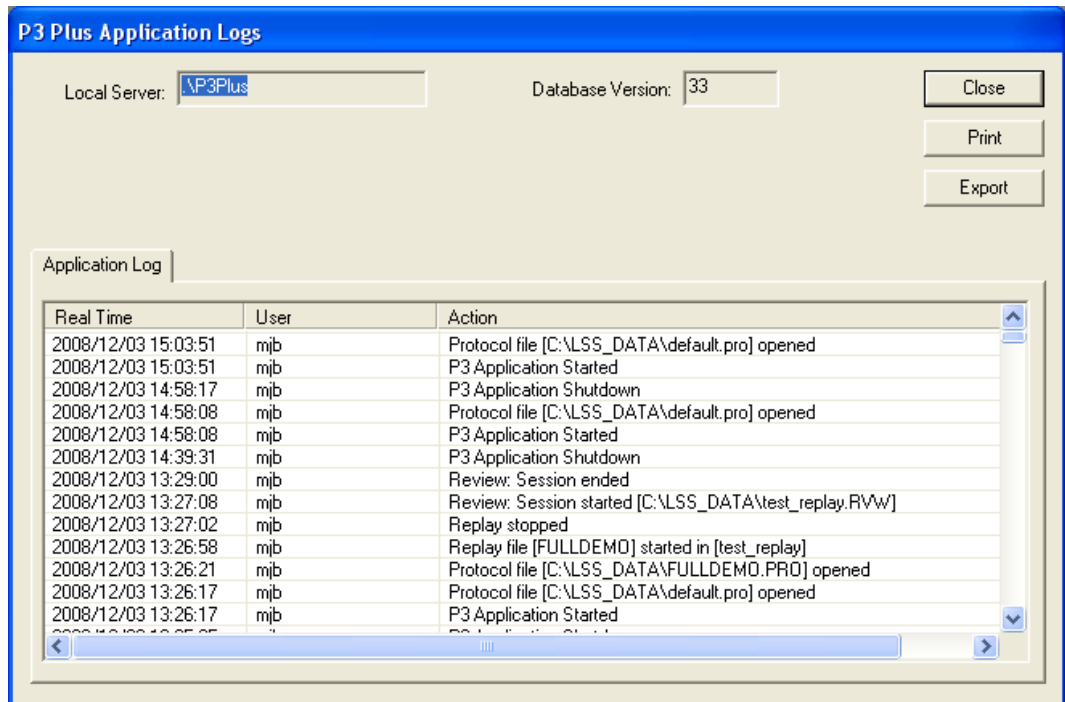 P3 Plus Application Logs
Local Server: .\P3Plus Database Version: 33 Close
Print
Export
Application Log
Real Time User Action
2008/12/03 15:03:51 mjb Protocol file [C:\LSS_DATA\default.pro] opened
2008/12/03 15:03:51 mjb P3 Application Started
2008/12/03 14:58:17 mjb P3 Application Shutdown
2008/12/03 14:58:08 mjb Protocol file [C:\LSS_DATA\default.pro] opened
2008/12/03 14:58:08 mjb P3 Application Started
2008/12/03 14:39:31 mjb P3 Application Shutdown
2008/12/03 13:29:00 mjb Review: Session ended
2008/12/03 13:27:08 mjb Review: Session started [C:\LSS_DATA\test_replay.RVW]
2008/12/03 13:27:02 mjb Replay stopped
2008/12/03 13:26:58 mjb Replay file [FULLDEMO] started in [test_replay]
2008/12/03 13:26:21 mjb Protocol file [C:\LSS_DATA\FULLDEMO.PRO] opened
2008/12/03 13:26:17 mjb Protocol file [C:\LSS_DATA\default.pro] opened
2008/12/03 13:26:17 mjb P3 Application Started